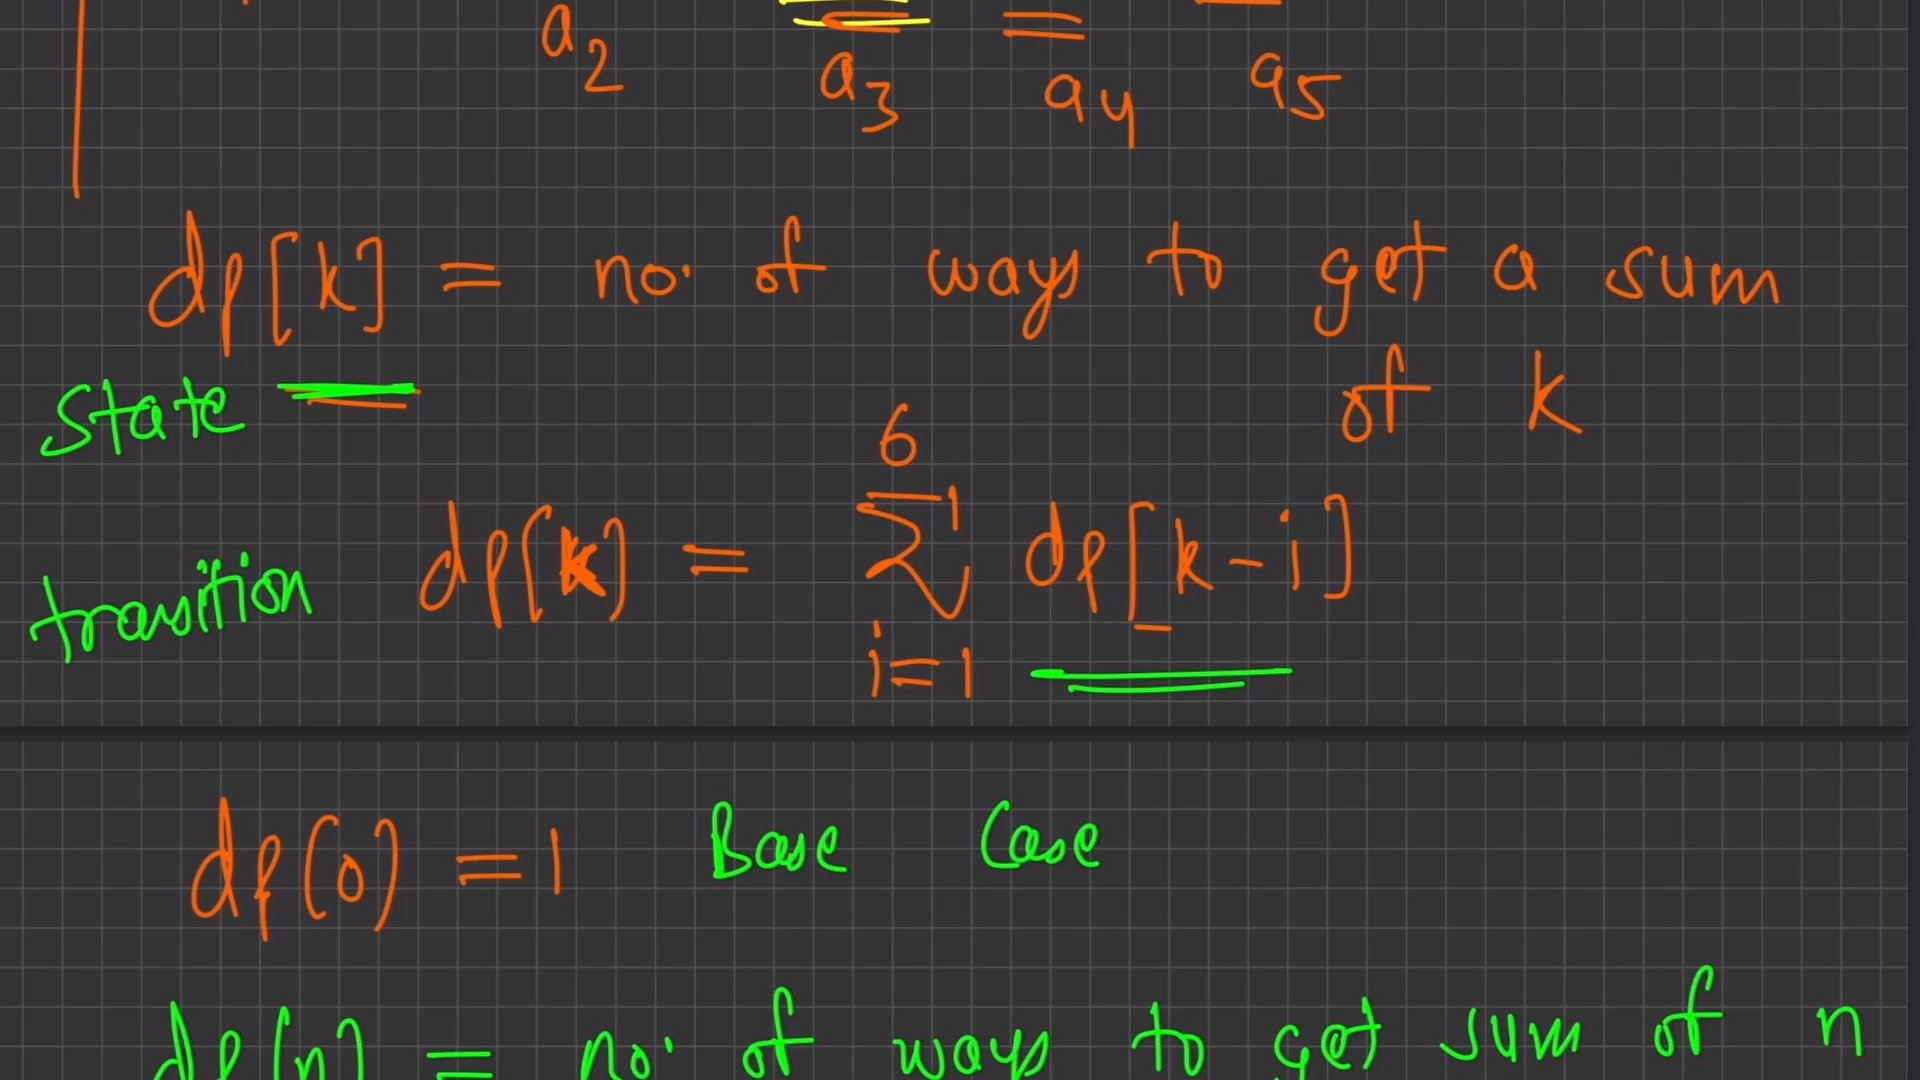 a2 a3 a4 a5
dp[k] = no. of ways to get a sum
of k
State
6
transition dp[k] = Σ dp[k-i]
i=1
dp(0) = 1 Base Case
dp[n] = no. of ways to get sum of n